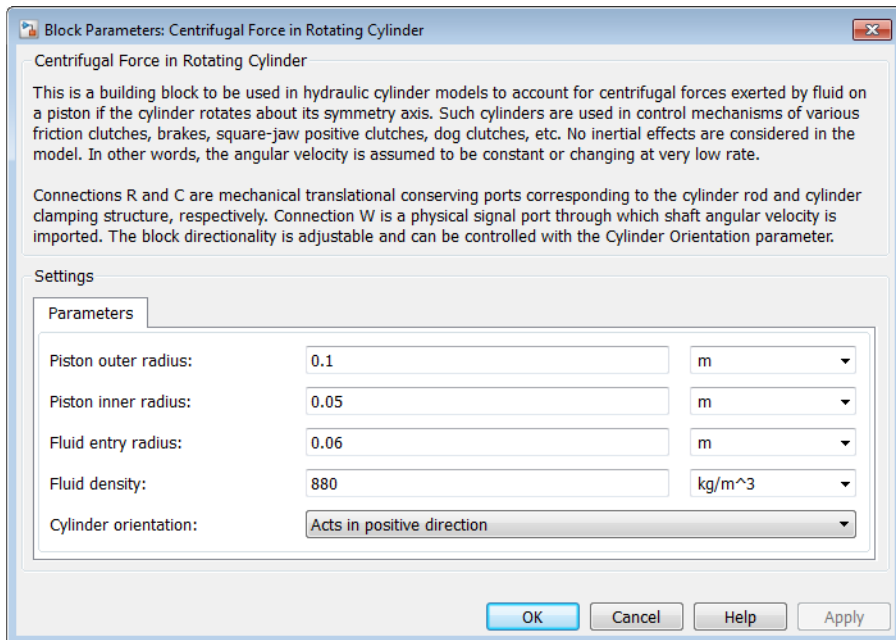 Block Parameters: Centrifugal Force in Rotating Cylinder
Centrifugal Force in Rotating Cylinder
This is a building block to be used in hydraulic cylinder models to account for centrifugal forces exerted by fluid on
a piston if the cylinder rotates about its symmetry axis. Such cylinders are used in control mechanisms of various
friction clutches, brakes, square-jaw positive clutches, dog clutches, etc. No inertial effects are considered in the
model. In other words, the angular velocity is assumed to be constant or changing at very low rate.
Connections R and C are mechanical translational conserving ports corresponding to the cylinder rod and cylinder
clamping structure, respectively. Connection W is a physical signal port through which shaft angular velocity is
imported. The block directionality is adjustable and can be controlled with the Cylinder Orientation parameter.
Settings
Parameters
Piston outer radius: 0.1 m
Piston inner radius: 0.05 m
Fluid entry radius: 0.06 m
Fluid density: 880 kg/m^3
Cylinder orientation: Acts in positive direction
OK Cancel Help Apply